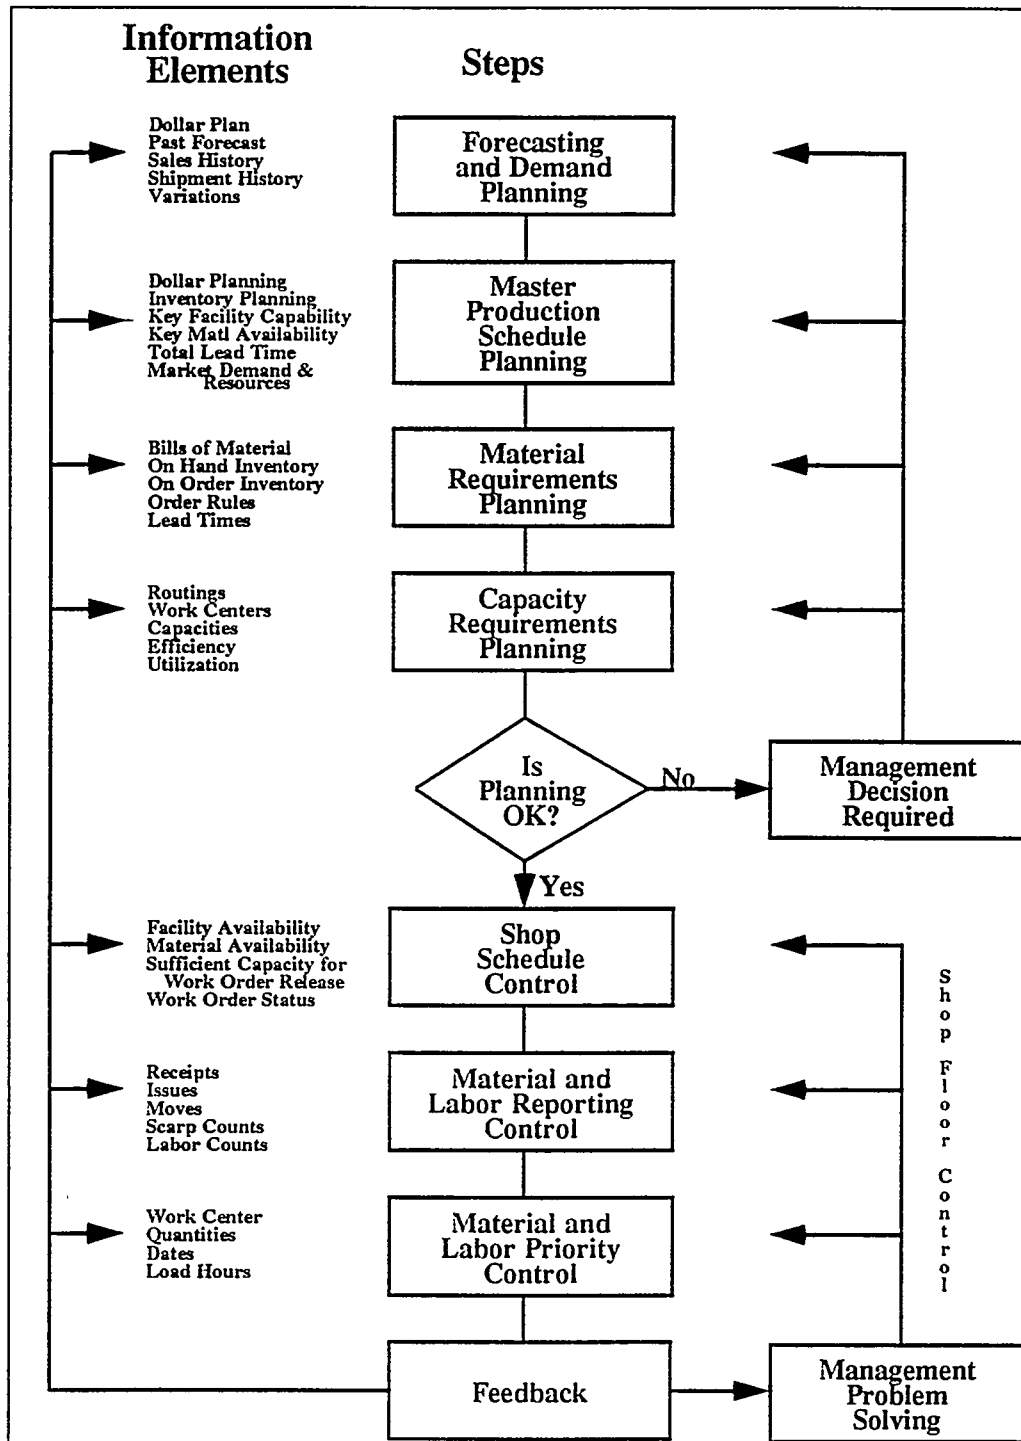 Information
Elements
Steps
Dollar Plan
Past Forecast
Sales History
Shipment History
Variations
Forecasting
and Demand
Planning
Dollar Planning
Inventory Planning
Key Facility Capability
Key Matl Availability
Total Lead Time
Market Demand &
Resources
Master
Production
Schedule
Planning
Bills of Material
On Hand Inventory
On Order Inventory
Order Rules
Lead Times
Material
Requirements
Planning
Routings
Work Centers
Capacities
Efficiency
Utilization
Capacity
Requirements
Planning
Is
Planning
OK?
No
Management
Decision
Required
Yes
Facility Availability
Material Availability
Sufficient Capacity for
Work Order Release
Work Order Status
Shop
Schedule
Control
Receipts
Issues
Moves
Scarp Counts
Labor Counts
Material and
Labor Reporting
Control
Work Center
Quantities
Dates
Load Hours
Material and
Labor Priority
Control
Shop Floor Control
Feedback
Management
Problem
Solving